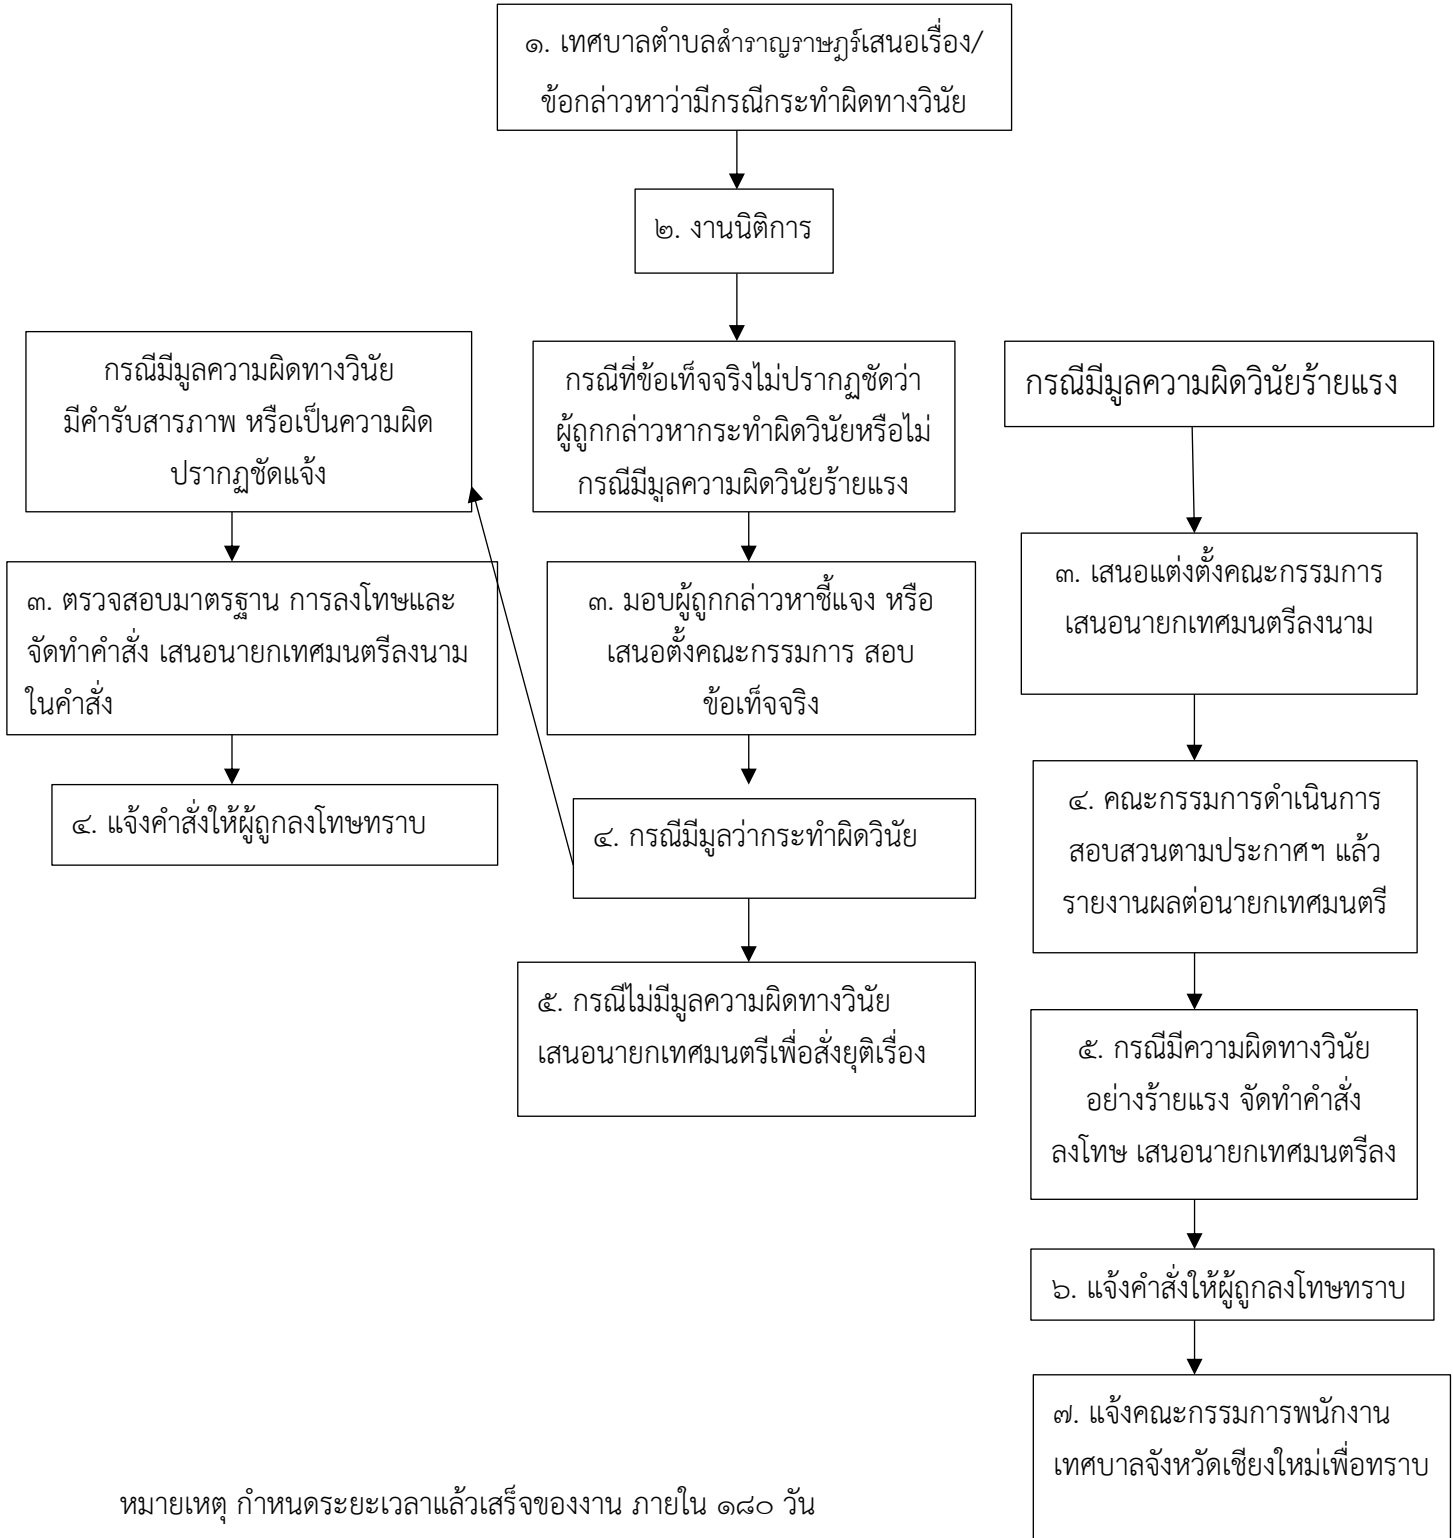 ๑. เทศบาลตำบลสำราญราษฎร์เสนอเรื่อง/
ข้อกล่าวหาว่ามีกรณีกระทำผิดทางวินัย
๒. งานนิติการ
กรณีมีมูลความผิดทางวินัย
มีคำรับสารภาพ หรือเป็นความผิด
ปรากฏชัดแจ้ง
๓. ตรวจสอบมาตรฐาน การลงโทษและ
จัดทำคำสั่ง เสนอนายกเทศมนตรีลงนาม
ในคำสั่ง
๔. แจ้งคำสั่งให้ผู้ถูกลงโทษทราบ
กรณีที่ข้อเท็จจริงไม่ปรากฏชัดว่า
ผู้ถูกกล่าวหากระทำผิดวินัยหรือไม่
กรณีมีมูลความผิดวินัยร้ายแรง
๓. มอบผู้ถูกกล่าวหาชี้แจง หรือ
เสนอตั้งคณะกรรมการ สอบ
ข้อเท็จจริง
๔. กรณีมีมูลว่ากระทำผิดวินัย
๕. กรณีไม่มีมูลความผิดทางวินัย
เสนอนายกเทศมนตรีเพื่อสั่งยุติเรื่อง
กรณีมีมูลความผิดวินัยร้ายแรง
๓. เสนอแต่งตั้งคณะกรรมการ
เสนอนายกเทศมนตรีลงนาม
๔. คณะกรรมการดำเนินการ
สอบสวนตามประกาศฯ แล้ว
รายงานผลต่อนายกเทศมนตรี
๕. กรณีมีความผิดทางวินัย
อย่างร้ายแรง จัดทำคำสั่ง
ลงโทษ เสนอนายกเทศมนตรีลง
๖. แจ้งคำสั่งให้ผู้ถูกลงโทษทราบ
๗. แจ้งคณะกรรมการพนักงาน
เทศบาลจังหวัดเชียงใหม่เพื่อทราบ
หมายเหตุ กำหนดระยะเวลาแล้วเสร็จของงาน ภายใน ๑๘๐ วัน